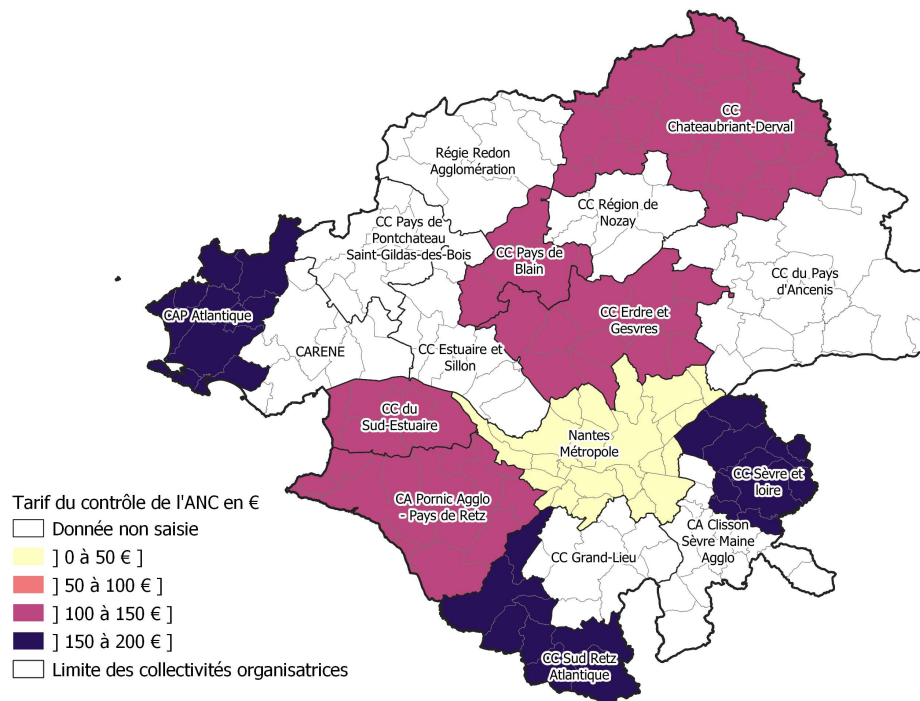 CC
Chateaubriant-Derval
Régie Redon
Agglomération
CC Région de
Nozay
CC Pays de
Pontchateau
Saint-Gildas-des-Bois
CC Pays de
Blain
CC du Pays
d'Ancenis
CAP Atlantique
CC Erdre et
Gesvres
CARENE
CC Estuaire et
Sillon
CC du
Sud-Estuaire
Nantes
Métropole
CC Sèvre et
loire
CA Pornic Agglo
- Pays de Retz
CA Clisson
Sèvre Maine
Agglo
CC Grand-Lieu
CC Sud Retz
Atlantique
Tarif du contrôle de l'ANC en €
Donnée non saisie
] 0 à 50 € ]
] 50 à 100 € ]
] 100 à 150 € ]
] 150 à 200 € ]
Limite des collectivités organisatrices